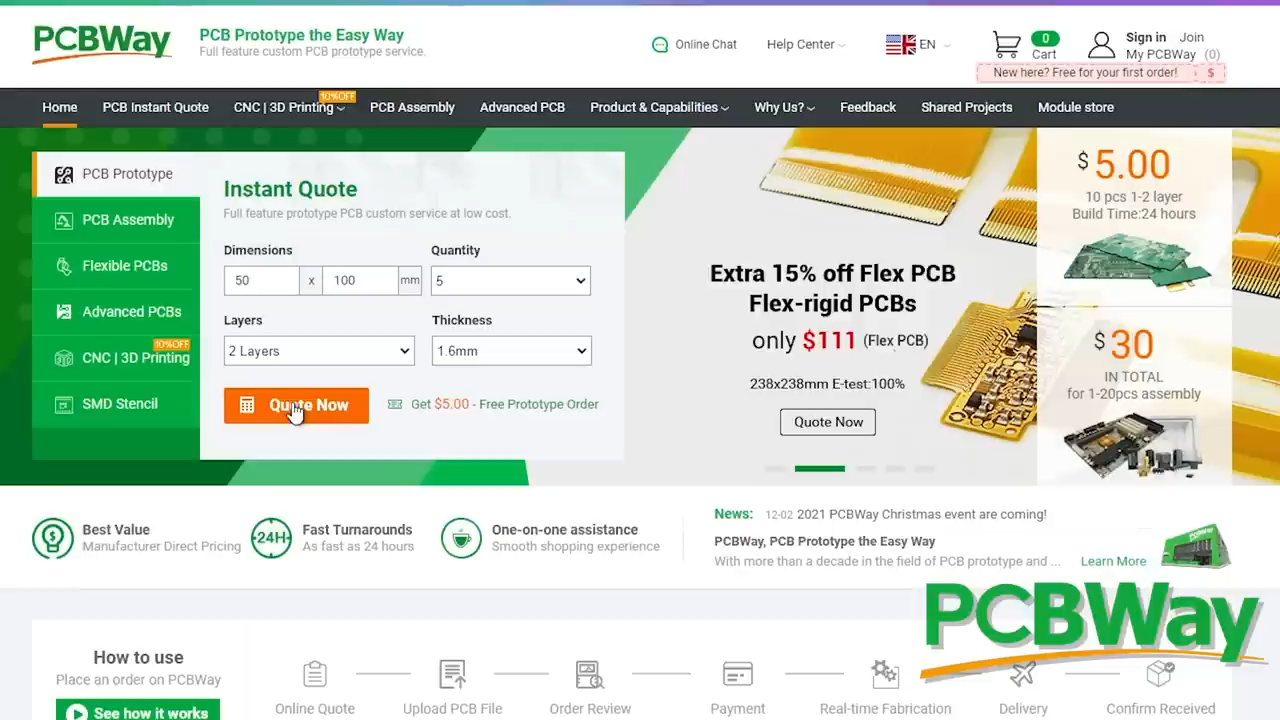 PCBWay
PCB Prototype the Easy Way
Full feature custom PCB prototype service.
Online Chat
Help Center
EN
0
Cart
Sign in Join
My PCBWay (0)
New here? Free for your first order! $
Home
PCB Instant Quote
CNC | 3D Printing
10%OFF
PCB Assembly
Advanced PCB
Product & Capabilities
Why Us?
Feedback
Shared Projects
Module store
PCB Prototype
PCB Assembly
Flexible PCBs
Advanced PCBs
10%OFF
CNC | 3D Printing
SMD Stencil
Instant Quote
Full feature prototype PCB custom service at low cost.
Dimensions
Quantity
50 x 100 mm
5
Layers
Thickness
2 Layers
1.6mm
Quote Now
Get $5.00 - Free Prototype Order
Extra 15% off Flex PCB
Flex-rigid PCBs
only $111 (Flex PCB)
238x238mm E-test:100%
Quote Now
$5.00
10 pcs 1-2 layer
Build Time:24 hours
$30
IN TOTAL
for 1-20pcs assembly
Best Value
Manufacturer Direct Pricing
24H
Fast Turnarounds
As fast as 24 hours
One-on-one assistance
Smooth shopping experience
News: 12-02 2021 PCBWay Christmas event are coming!
PCBWay, PCB Prototype the Easy Way
With more than a decade in the field of PCB prototype and ... Learn More
PCBWay
How to use
Place an order on PCBWay
See how it works
Online Quote
Upload PCB File
Order Review
Payment
Real-time Fabrication
Delivery
Confirm Received